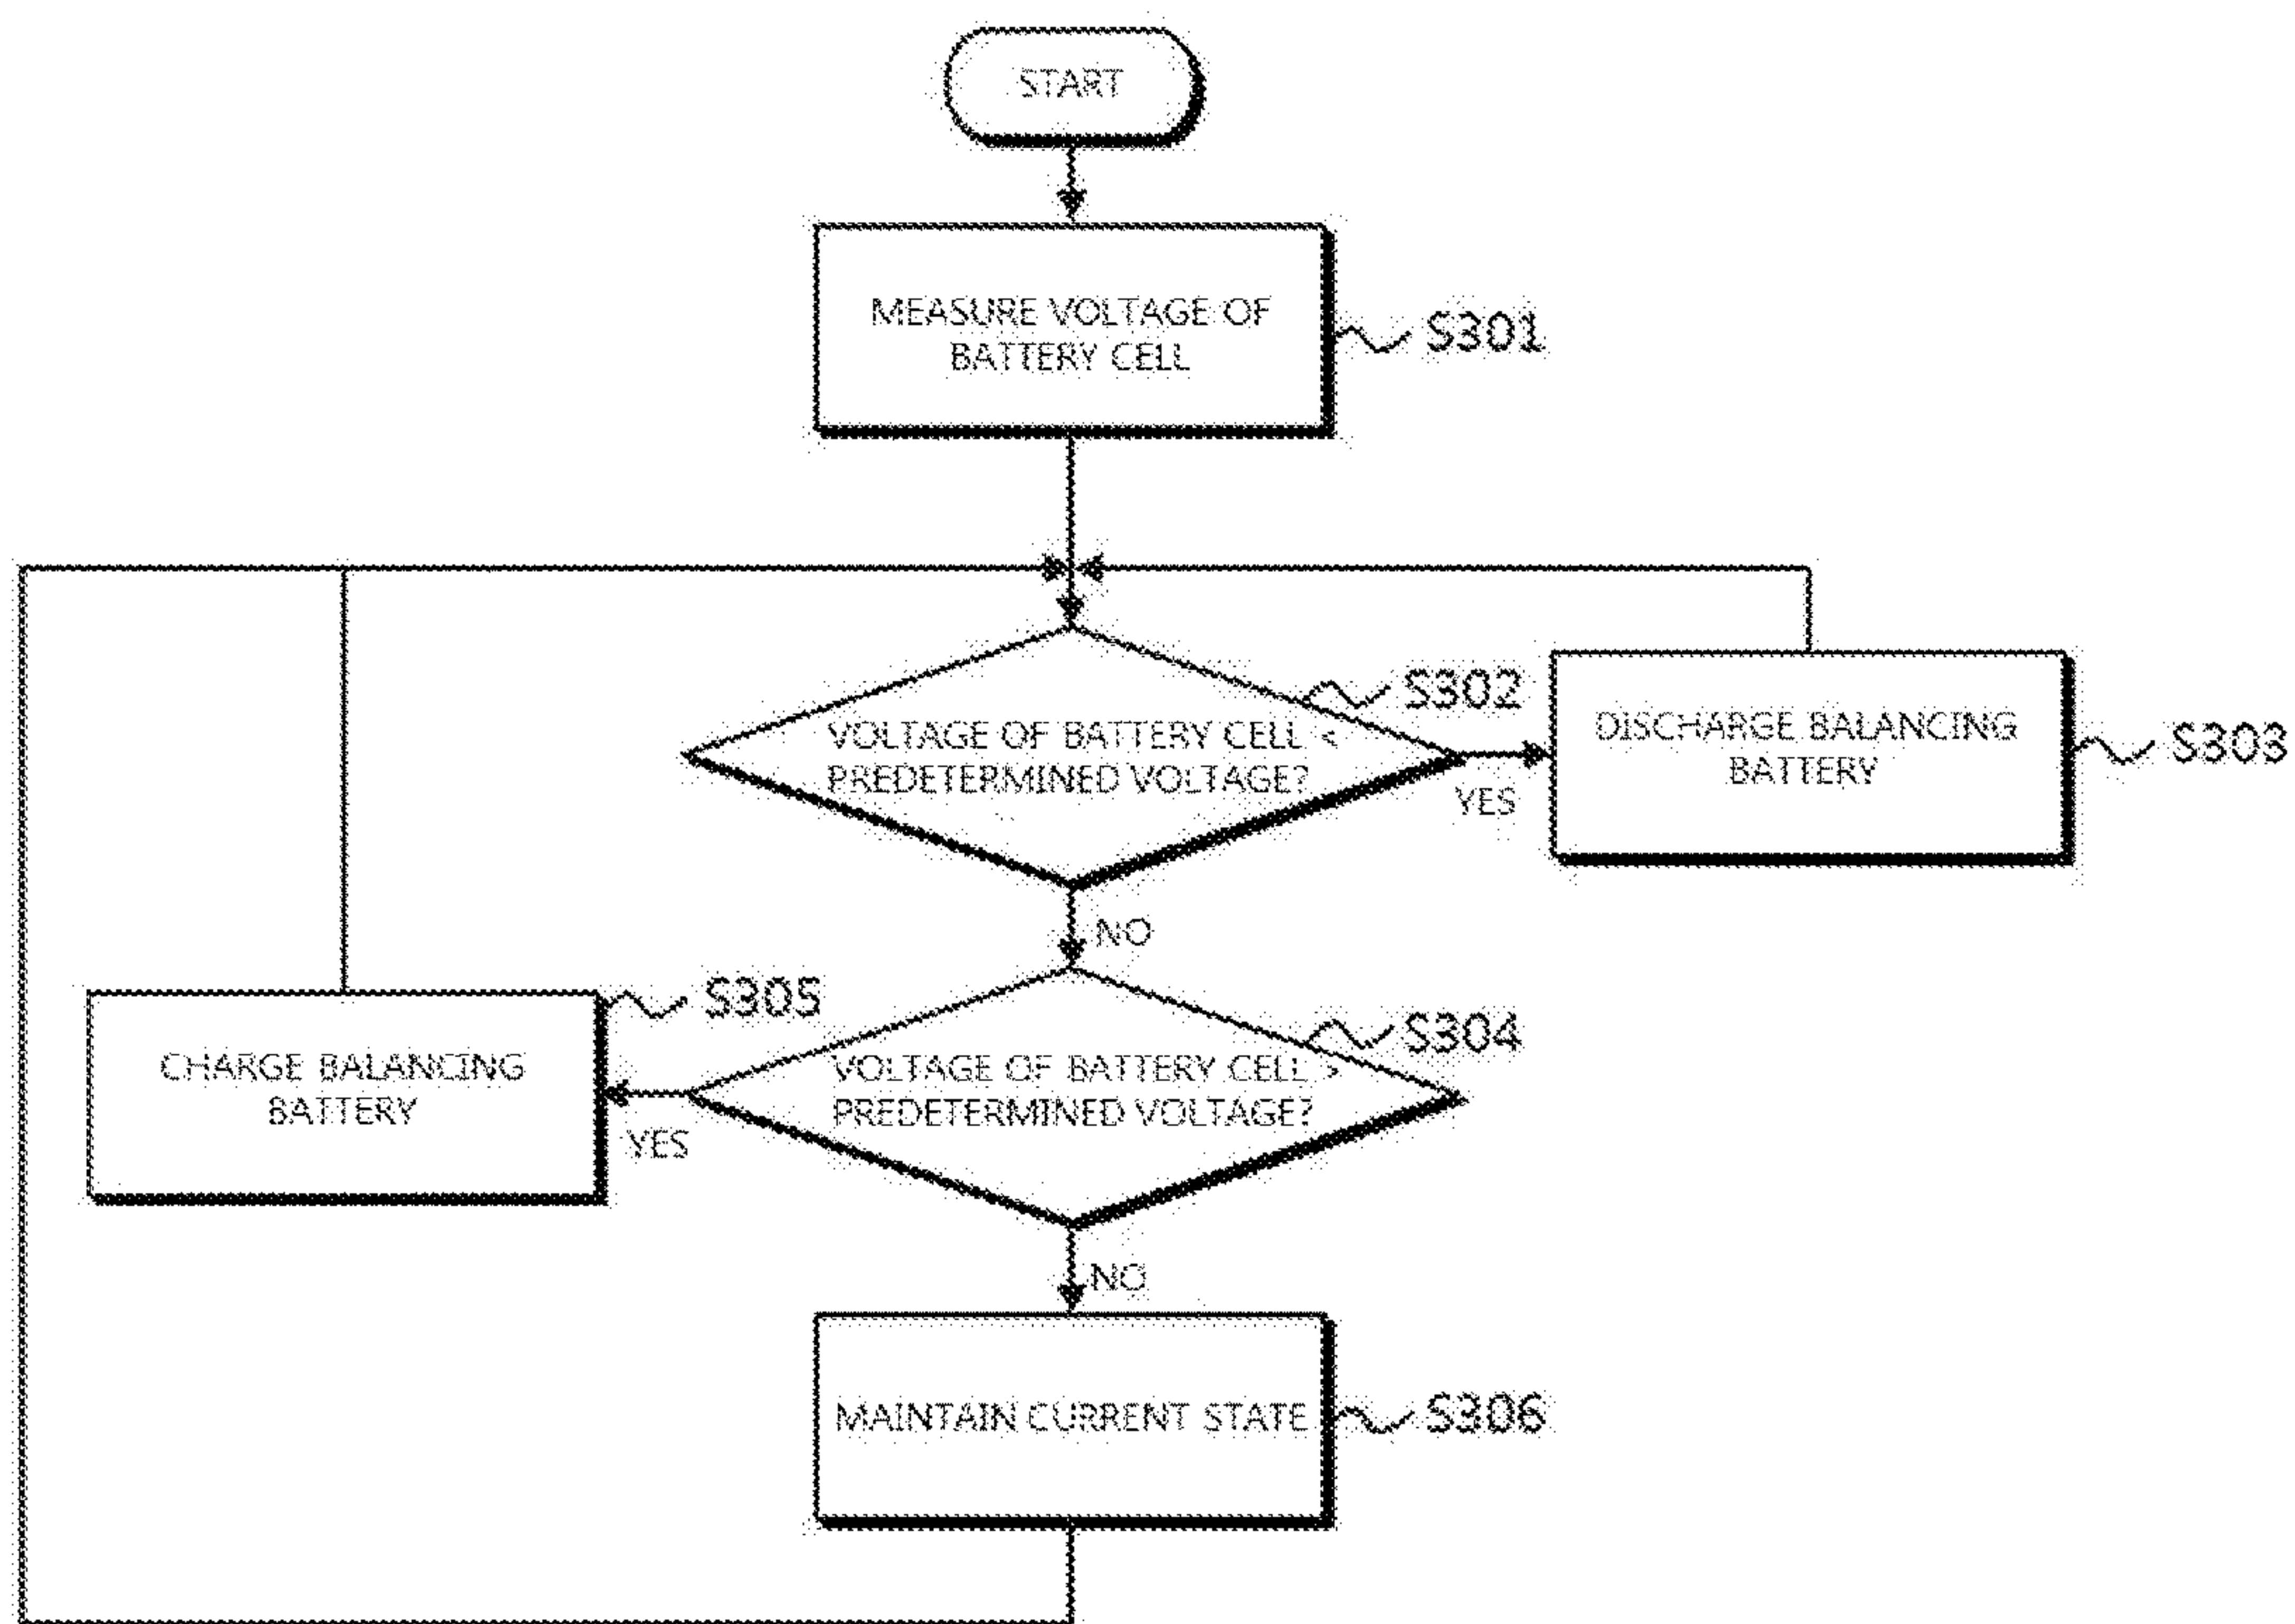 START
MEASURE VOLTAGE OF
BATTERY CELL
S301
S302
VOLTAGE OF BATTERY CELL <
PREDETERMINED VOLTAGE?
YES
DISCHARGE BALANCING
BATTERY
S303
NO
S305
CHARGE BALANCING
BATTERY
S304
VOLTAGE OF BATTERY CELL >
PREDETERMINED VOLTAGE?
YES
NO
MAINTAIN CURRENT STATE
S306